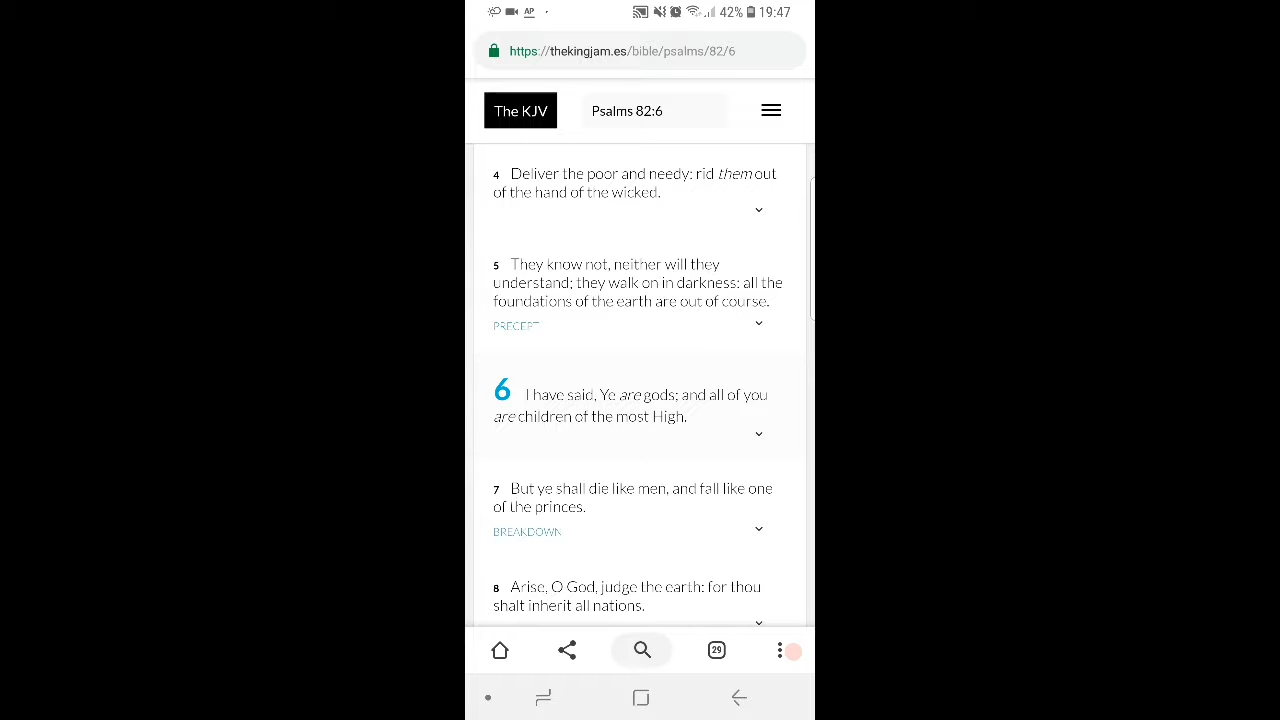 AP 42% 19:47
https://thekingjam.es/bible/psalms/82/6
The KJV Psalms 82:6
4 Deliver the poor and needy: rid them out
of the hand of the wicked.
5 They know not, neither will they
understand; they walk on in darkness: all the
foundations of the earth are out of course.
PRECEPT
6 I have said, Ye are gods; and all of you
are children of the most High.
7 But ye shall die like men, and fall like one
of the princes.
BREAKDOWN
8 Arise, O God, judge the earth: for thou
shalt inherit all nations.
29